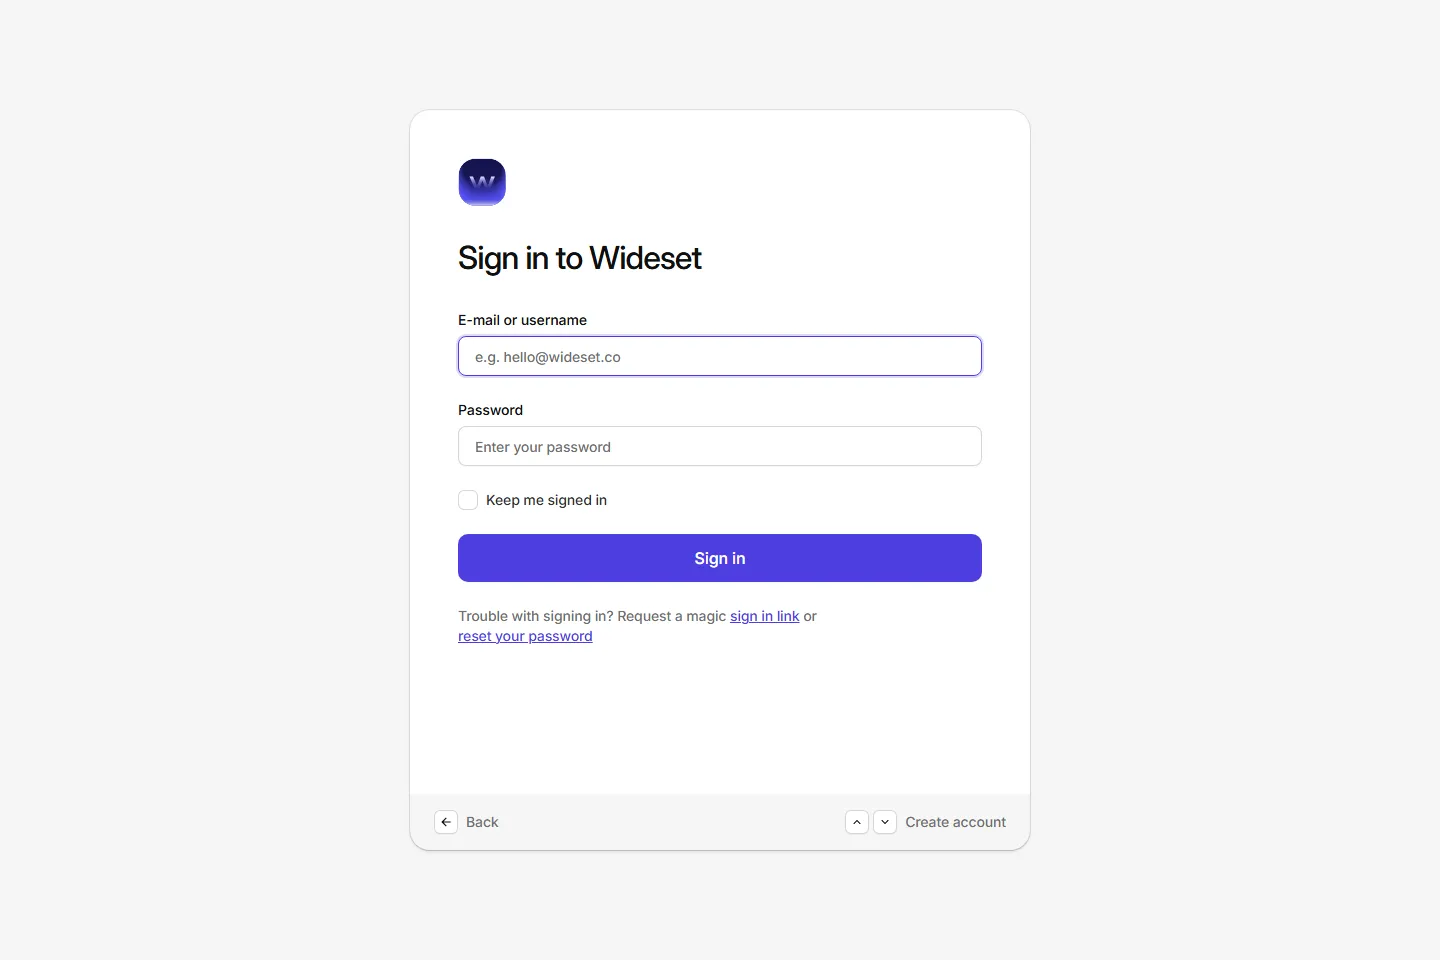 W
Sign in to Wideset
E-mail or username
e.g. hello@wideset.co
Password
Enter your password
Keep me signed in
Sign in
Trouble with signing in? Request a magic sign in link or
reset your password
Back
Create account